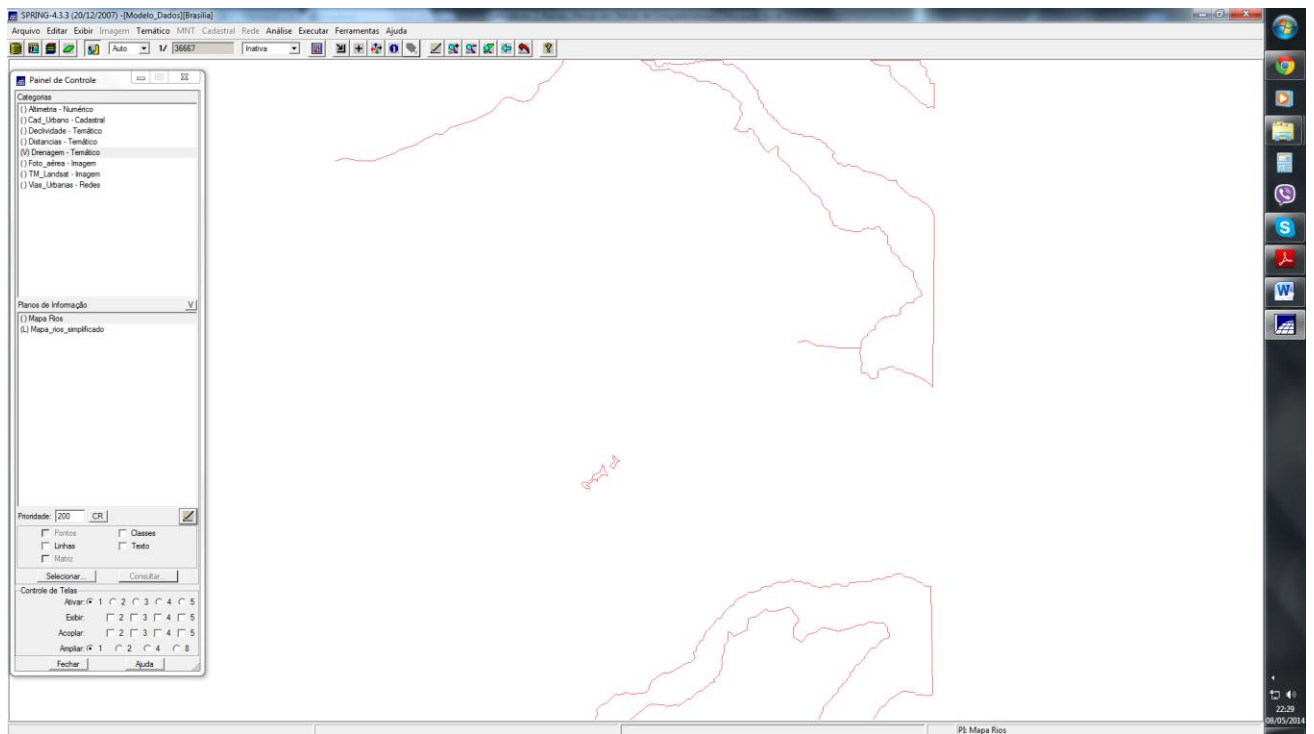 SPRING-4.3.3 (20/12/2007) -[Modelo_Dados][Brasilia]
Arquivo Editar Exibir Imagem Temático MNT Cadastral Rede Análise Executar Ferramentas Ajuda
Auto 1/ 36667 Inativa
Painel de Controle
Categorias
( ) Altimetria - Numérico
( ) Cad_Urbano - Cadastral
( ) Declividade - Temático
( ) Distancias - Temático
(V) Drenagem - Temático
( ) Foto_aérea - Imagem
( ) TM_Landsat - Imagem
( ) Vias_Urbanas - Redes
Planos de Informação V
( ) Mapa Rios
(L) Mapa_rios_simplificado
Prioridade: 200 CR
Pontos Classes
Linhas Texto
Matriz
Selecionar... Consultar...
Controle de Telas
Ativar: 1 2 3 4 5
Exibir: 2 3 4 5
Acoplar: 2 3 4 5
Ampliar: 1 2 4 8
Fechar Ajuda
PI: Mapa Rios
22:29
08/05/2014